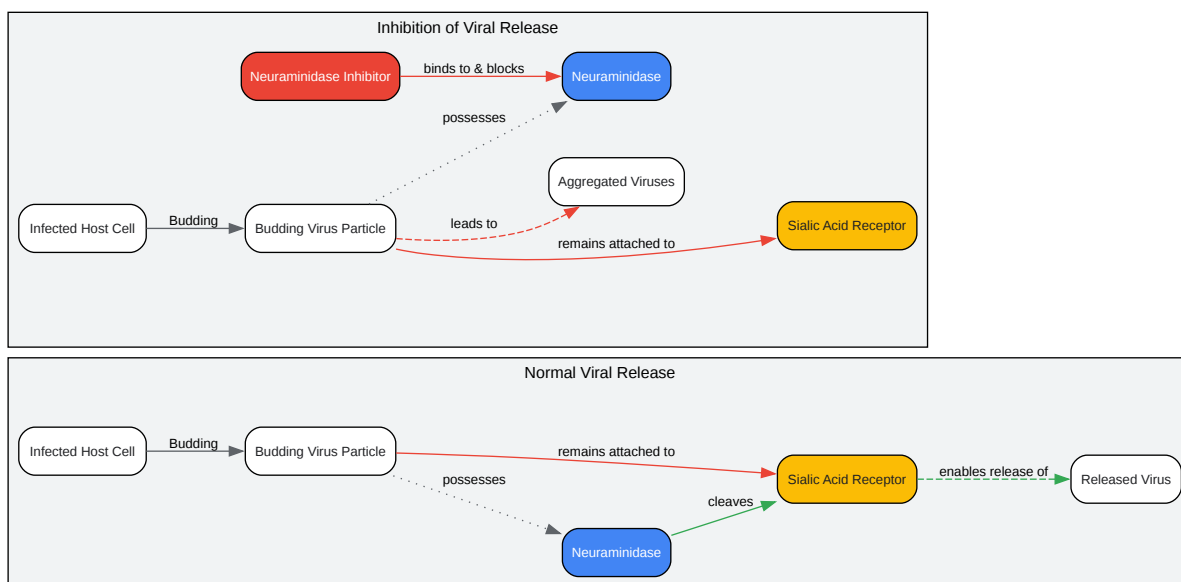 Inhibition of Viral Release
Neuraminidase Inhibitor
binds to & blocks
Neuraminidase
possesses
Aggregated Viruses
Infected Host Cell
Budding
Budding Virus Particle
leads to
remains attached to
Sialic Acid Receptor
Normal Viral Release
Infected Host Cell
Budding
Budding Virus Particle
remains attached to
possesses
Sialic Acid Receptor
enables release of
Released Virus
cleaves
Neuraminidase